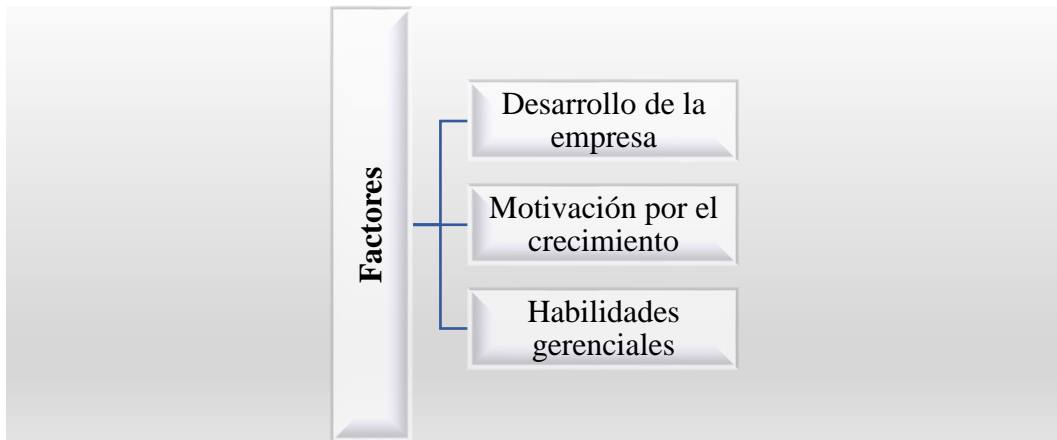 Factores
Desarrollo de la
empresa
Motivación por el
crecimiento
Habilidades
gerenciales